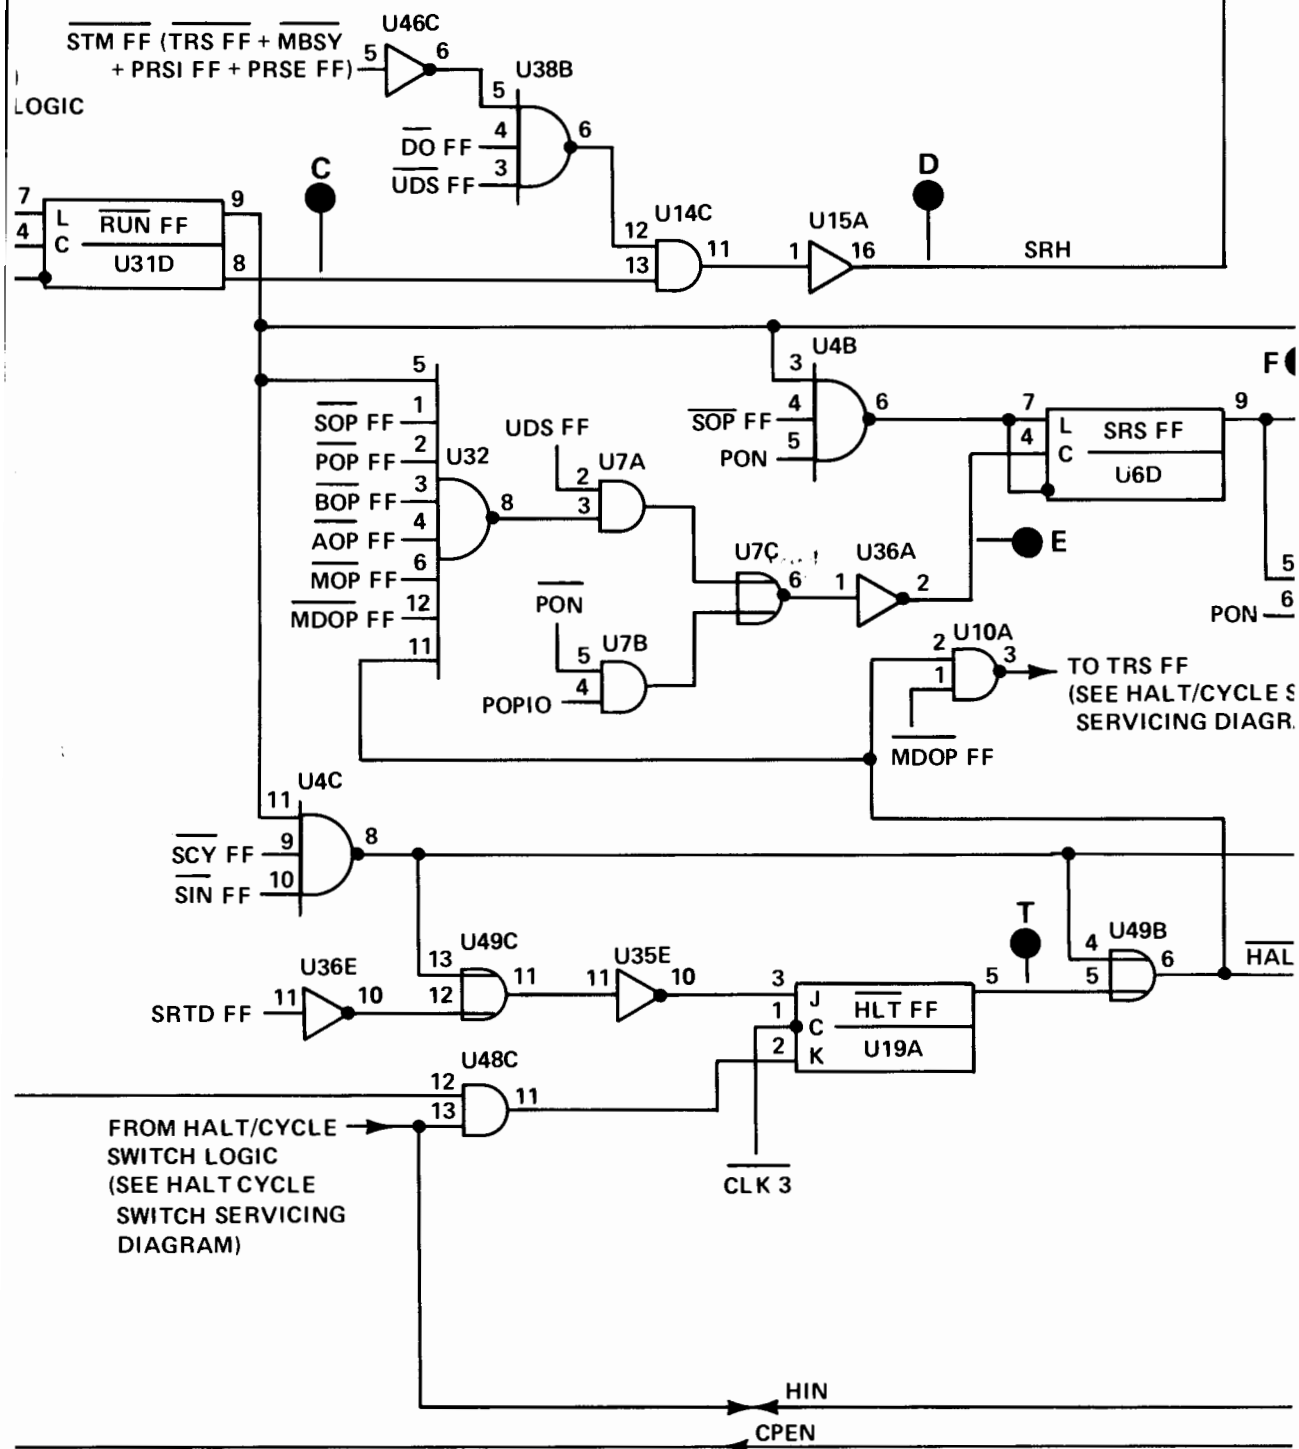 STM FF (TRS FF + MBSY
+ PRSI FF + PRSE FF)
5
U46C
6
U38B
5
4
3
DO FF
UDS FF
6
)
LOGIC
C
D
7
4
L
C
RUN FF
U31D
9
8
U14C
12
13
11
U15A
1
16
SRH
5
1
SOP FF
2
POP FF
U32
3
BOP FF
4
AOP FF
6
MOP FF
12
MDOP FF
11
8
UDS FF
U7A
2
3
U4B
3
4
SOP FF
5
PON
6
F
7
4
L
C
SRS FF
U6D
9
E
PON
U7B
5
4
POPIO
U7C
6
U36A
1
2
5
6
PON
U10A
2
1
3
TO TRS FF
(SEE HALT/CYCLE S
SERVICING DIAGR.
MDOP FF
U4C
11
9
SCY FF
10
SIN FF
8
U36E
SRTD FF
11
10
U49C
13
12
11
U35E
11
10
3
1
2
J
C
K
HLT FF
U19A
5
T
U49B
4
5
6
HAL
U48C
12
13
11
CLK 3
FROM HALT/CYCLE
SWITCH LOGIC
(SEE HALT CYCLE
SWITCH SERVICING
DIAGRAM)
HIN
CPEN